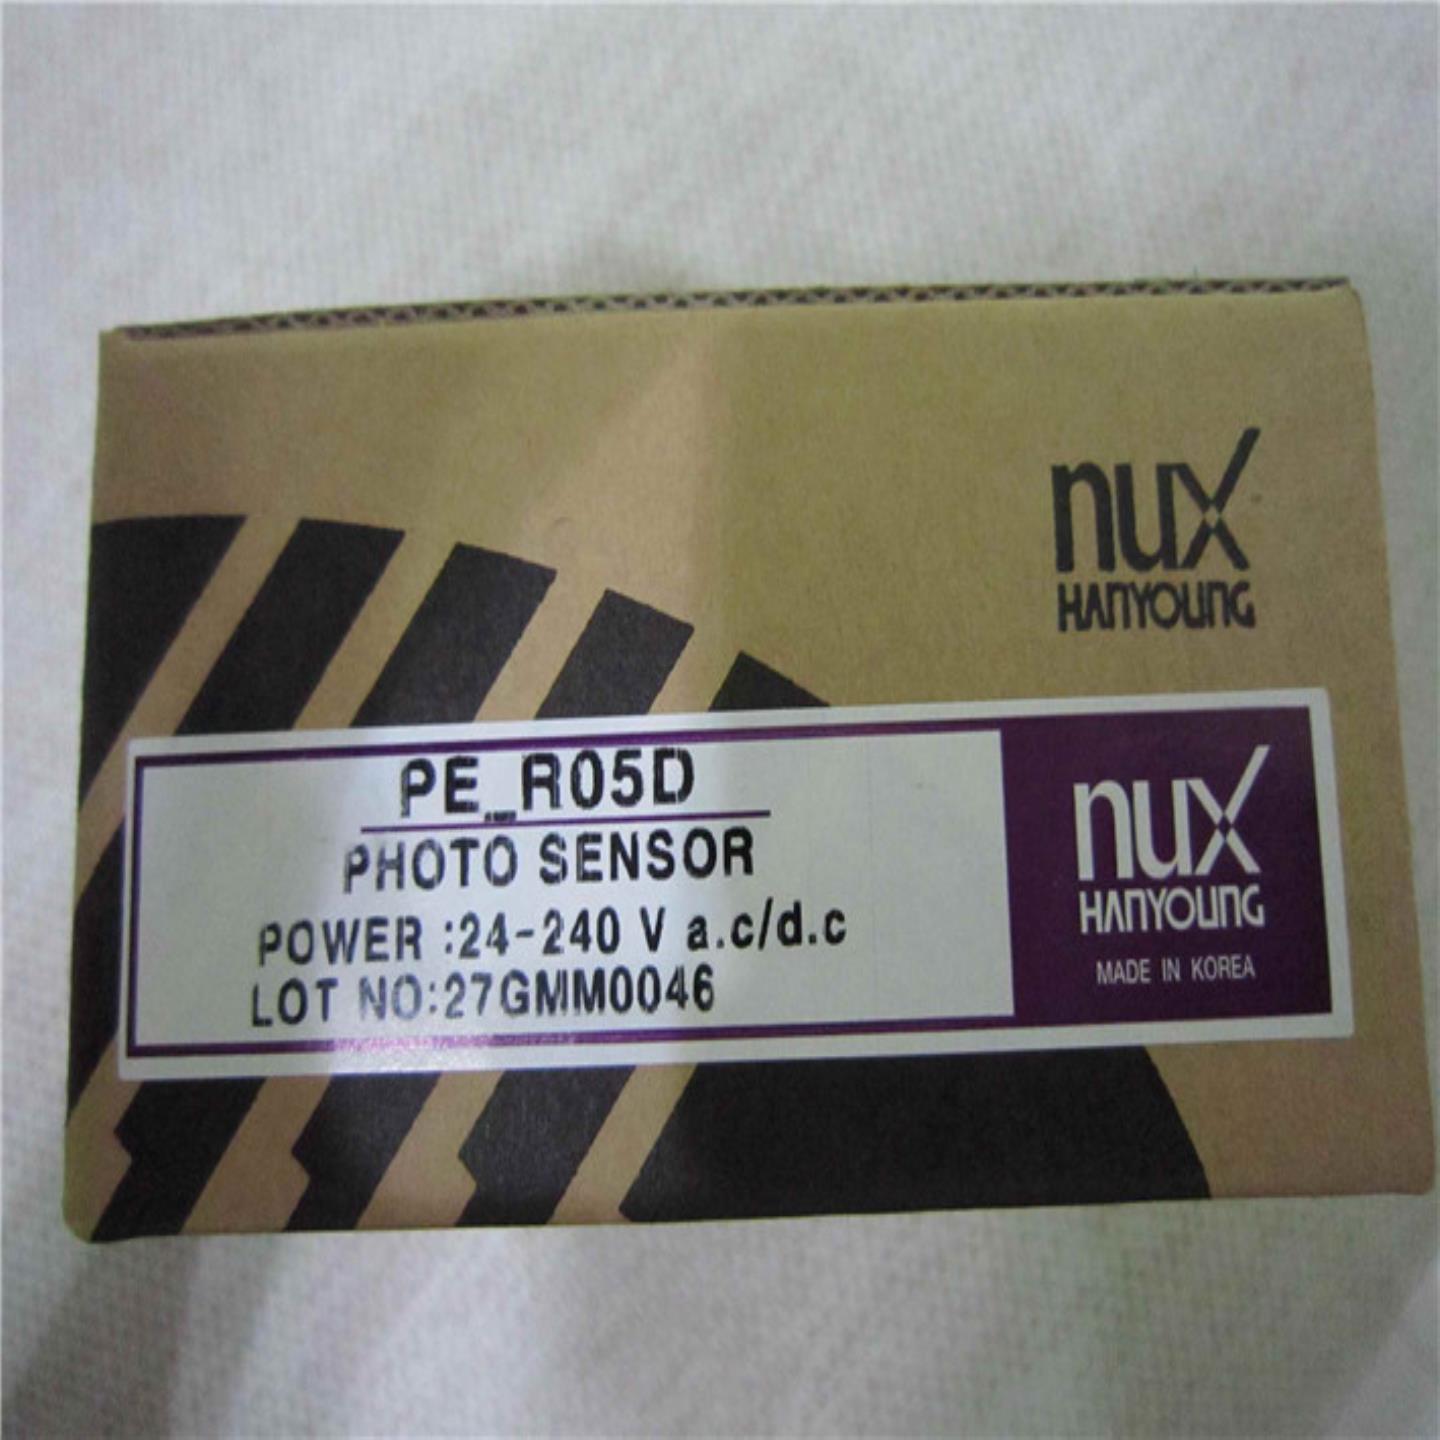 nux
HANYOUNG
PE_R05D
PHOTO SENSOR
POWER :24-240 V a.c/d.c
LOT NO:27GMM0046
nux
HANYOUNG
MADE IN KOREA